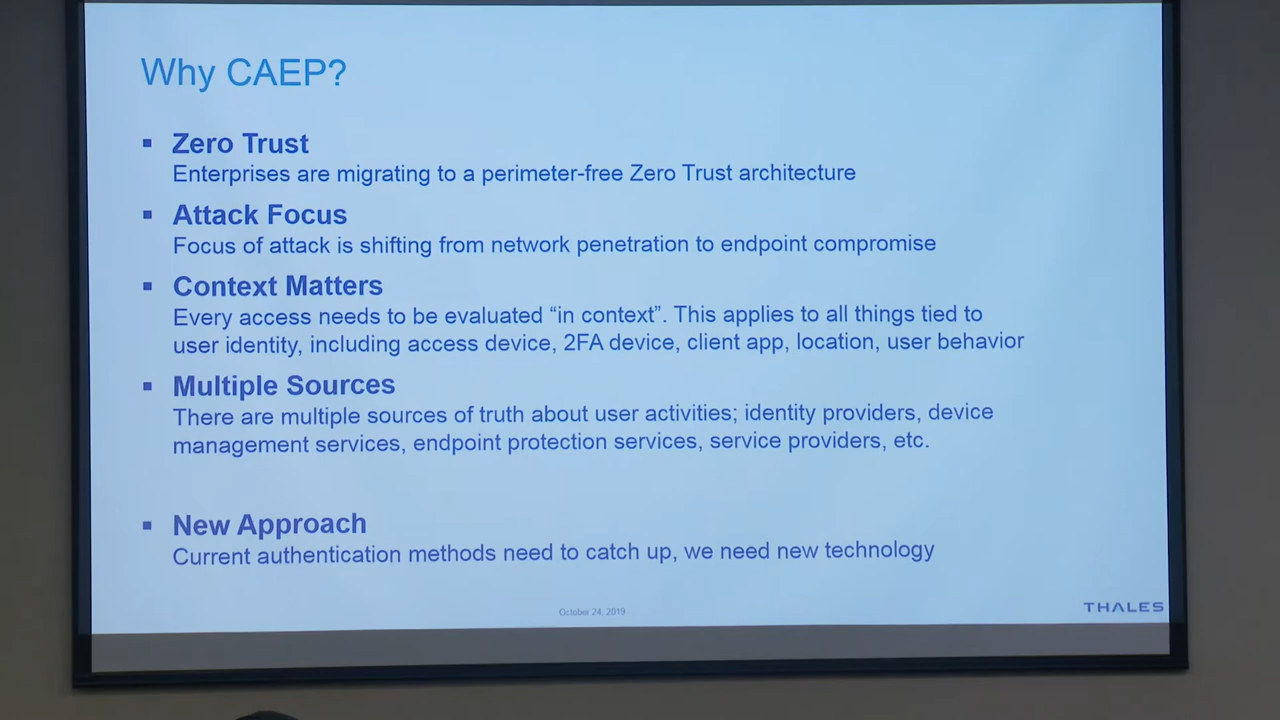 Why CAEP?
▪ Zero Trust
Enterprises are migrating to a perimeter-free Zero Trust architecture
▪ Attack Focus
Focus of attack is shifting from network penetration to endpoint compromise
▪ Context Matters
Every access needs to be evaluated “in context”. This applies to all things tied to
user identity, including access device, 2FA device, client app, location, user behavior
▪ Multiple Sources
There are multiple sources of truth about user activities; identity providers, device
management services, endpoint protection services, service providers, etc.
▪ New Approach
Current authentication methods need to catch up, we need new technology
October 24, 2019
THALES